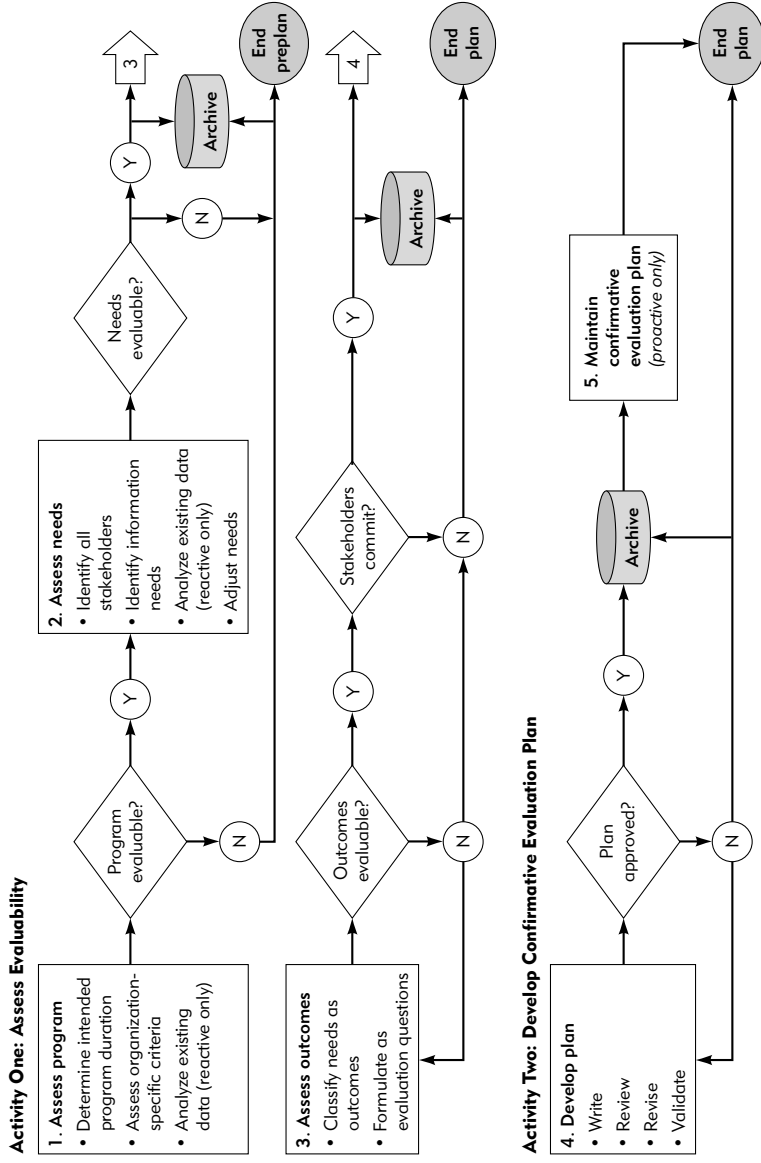 Activity One: Assess Evaluability
1. Assess program
• Determine intended
program duration
• Assess organization-
specific criteria
• Analyze existing
data (reactive only)
Program
evaluable?
N
Y
2. Assess needs
• Identify all
stakeholders
• Identify information
needs
• Analyze existing data
(reactive only)
• Adjust needs
Needs
evaluable?
N
Y
Archive
3
End
preplan
3. Assess outcomes
• Classify needs as
outcomes
• Formulate as
evaluation questions
Outcomes
evaluable?
N
Y
Stakeholders
commit?
N
Y
Archive
4
End
plan
Activity Two: Develop Confirmative Evaluation Plan
4. Develop plan
• Write
• Review
• Revise
• Validate
Plan
approved?
N
Y
Archive
5. Maintain
confirmative
evaluation plan
(proactive only)
End
plan